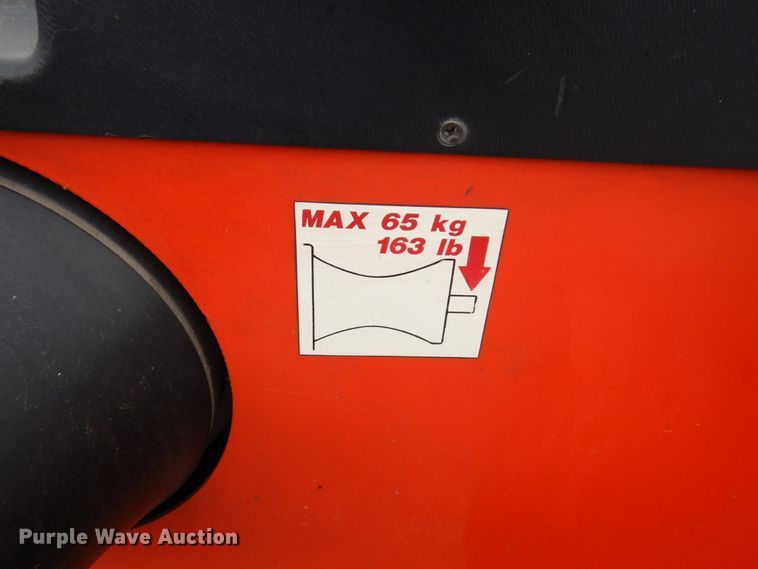 MAX 65 kg
163 lb
Purple Wave Auction